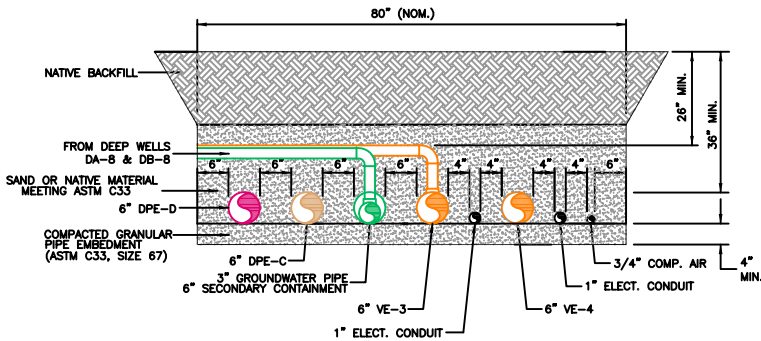 80" (NOM.)
NATIVE BACKFILL
26" MIN.
36" MIN.
FROM DEEP WELLS
DA-8 & DB-8
6" 6" 6" 6" 4" 4" 4" 4" 6"
SAND OR NATIVE MATERIAL
MEETING ASTM C33
6" DPE-D
COMPACTED GRANULAR
PIPE EMBEDMENT
(ASTM C33, SIZE 67)
6" DPE-C
3" GROUNDWATER PIPE
6" SECONDARY CONTAINMENT
3/4" COMP. AIR
4"
MIN.
1" ELECT. CONDUIT
6" VE-3
6" VE-4
1" ELECT. CONDUIT